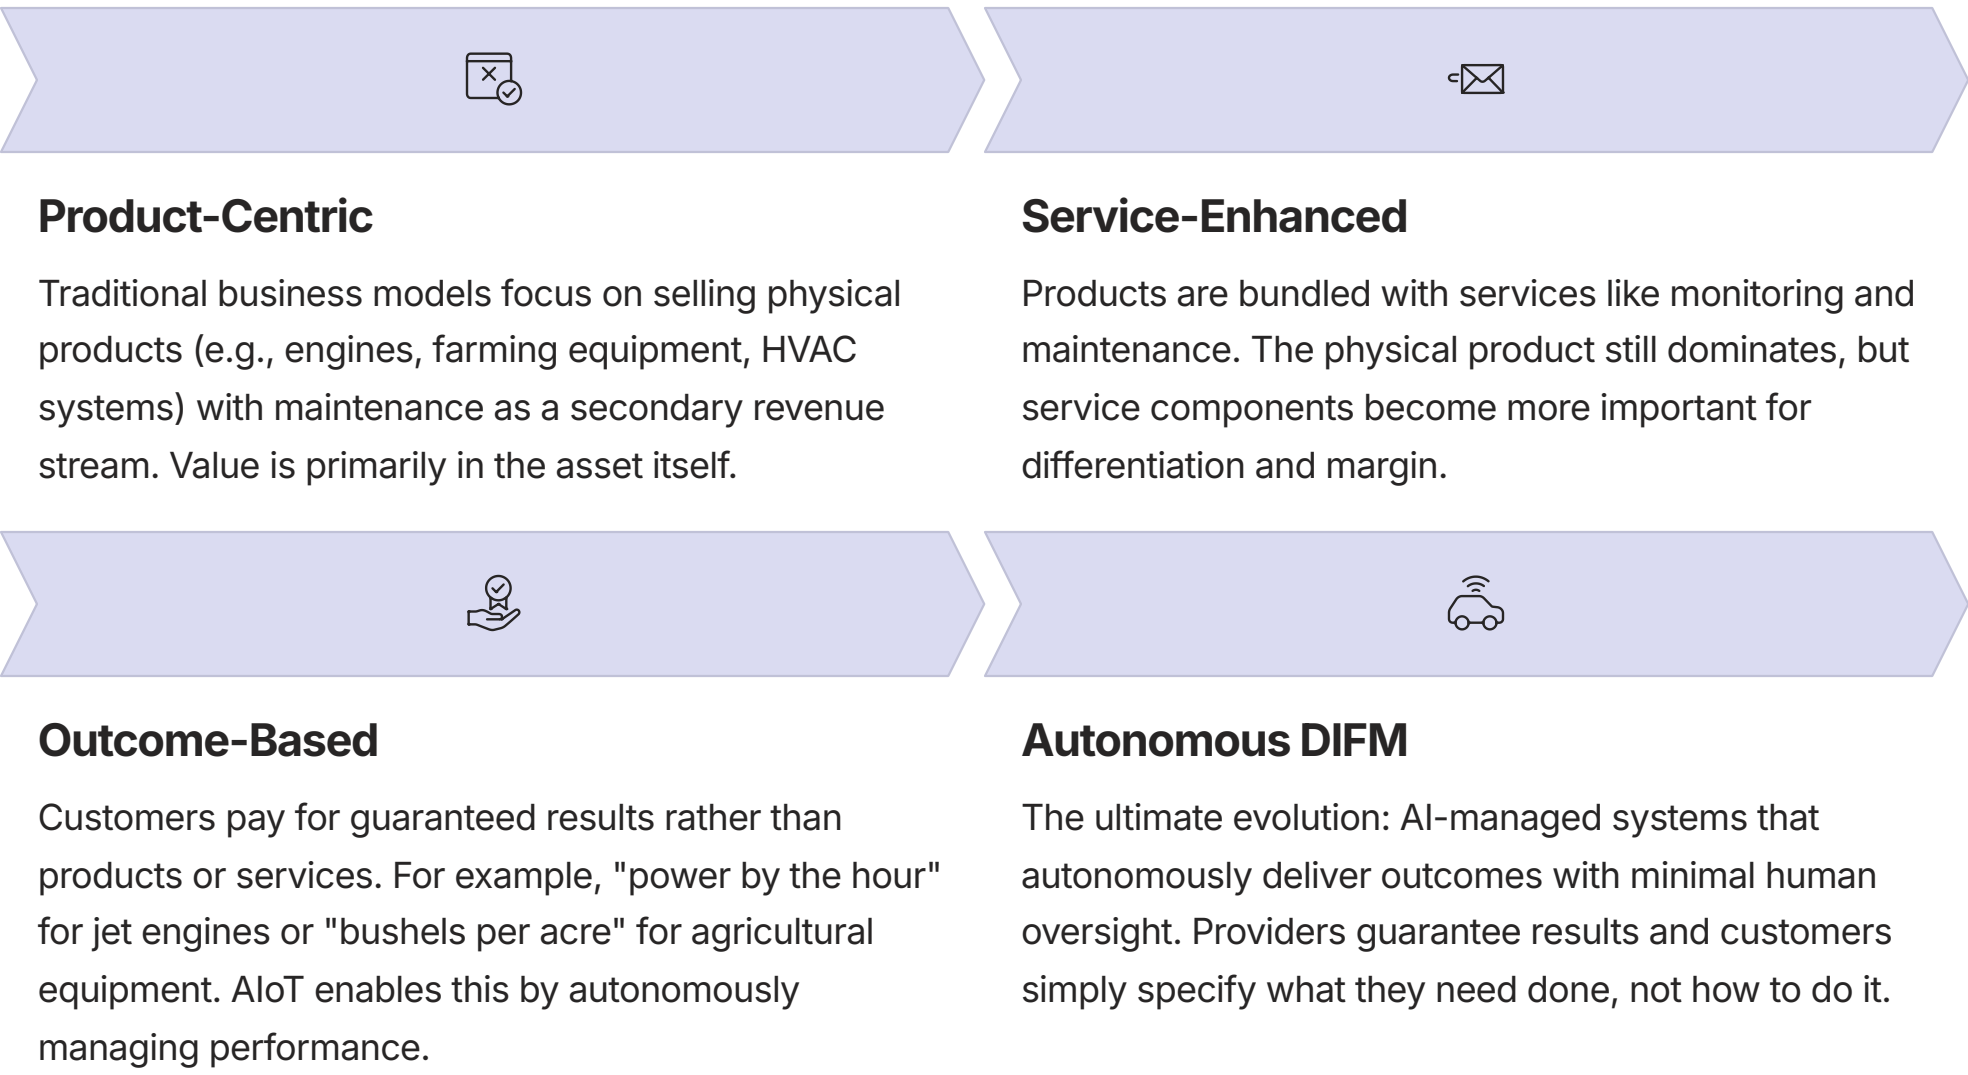 Product-Centric
Traditional business models focus on selling physical
products (e.g., engines, farming equipment, HVAC
systems) with maintenance as a secondary revenue
stream. Value is primarily in the asset itself.
Service-Enhanced
Products are bundled with services like monitoring and
maintenance. The physical product still dominates, but
service components become more important for
differentiation and margin.
Outcome-Based
Customers pay for guaranteed results rather than
products or services. For example, "power by the hour"
for jet engines or "bushels per acre" for agricultural
equipment. AIoT enables this by autonomously
managing performance.
Autonomous DIFM
The ultimate evolution: AI-managed systems that
autonomously deliver outcomes with minimal human
oversight. Providers guarantee results and customers
simply specify what they need done, not how to do it.